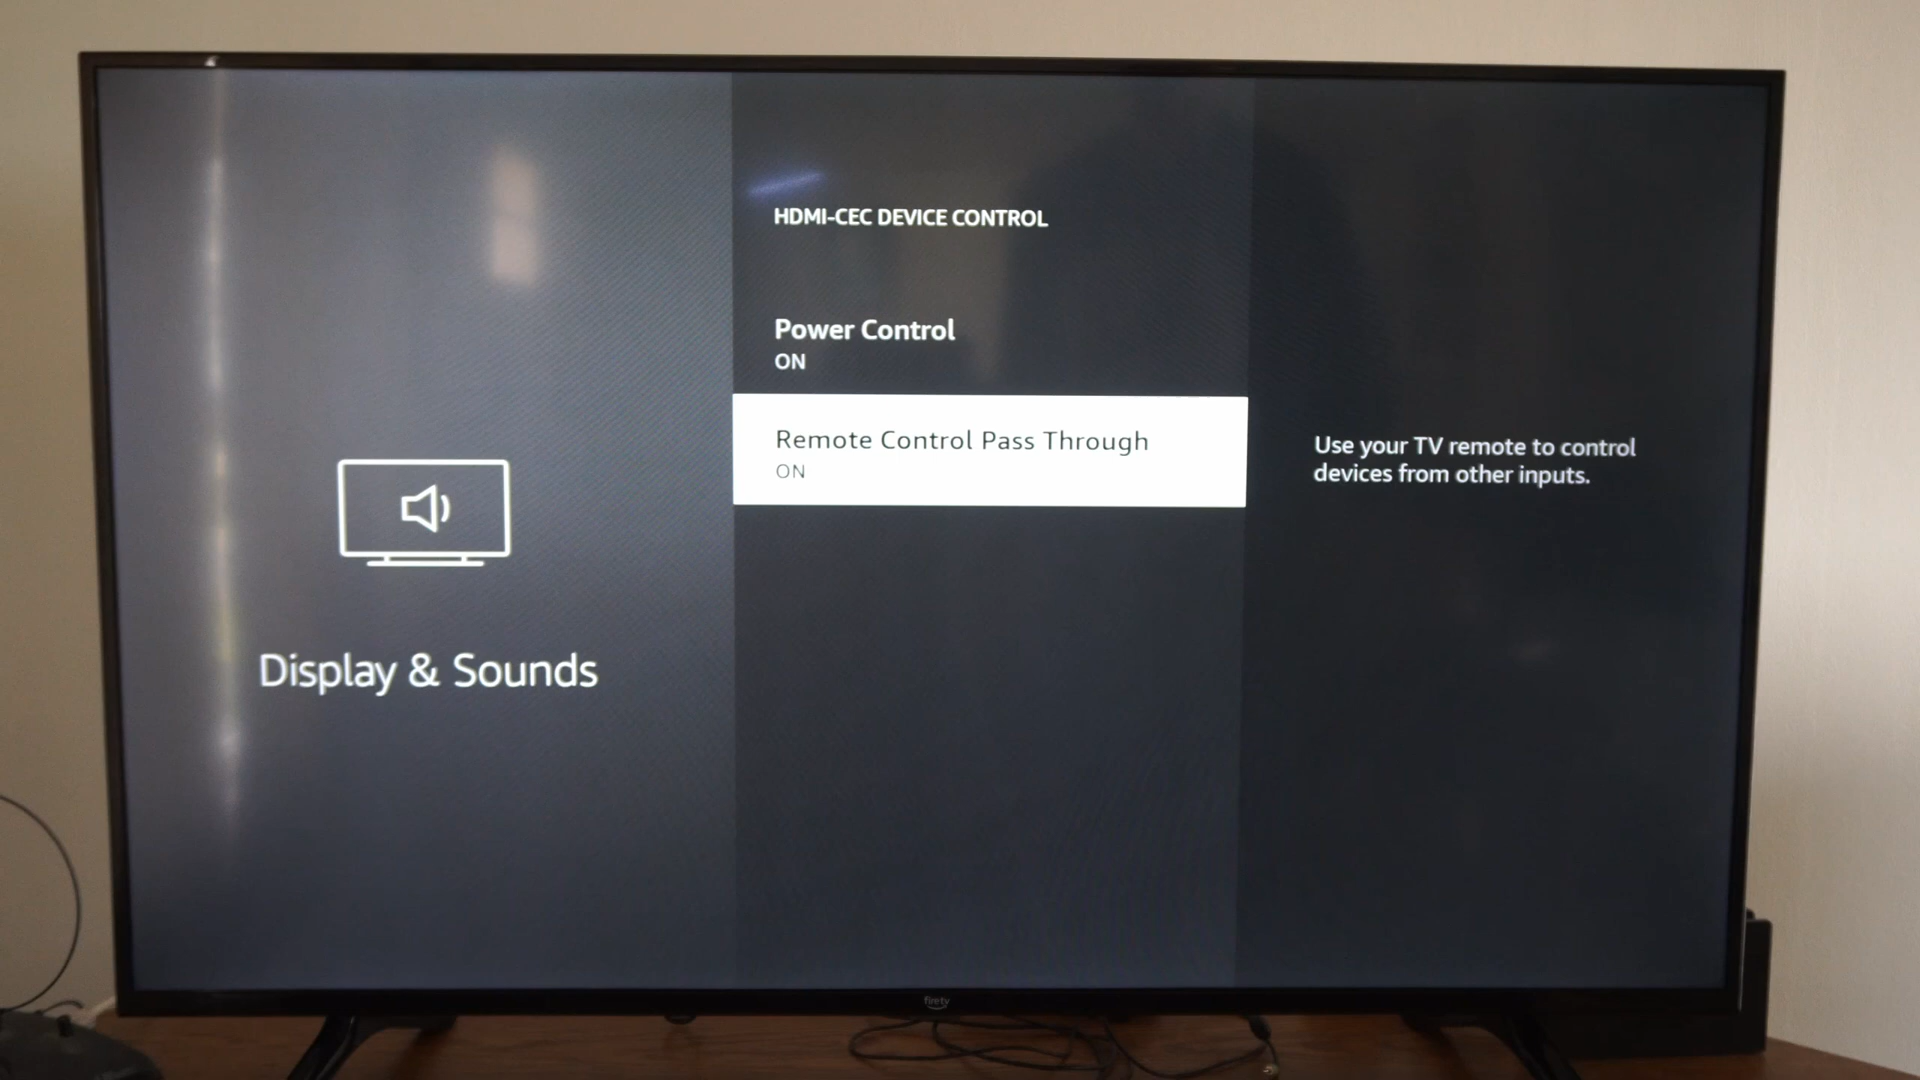 HDMI-CEC DEVICE CONTROL
Power Control
ON
Remote Control Pass Through
ON
Use your TV remote to control
devices from other inputs.
Display & Sounds
firetv